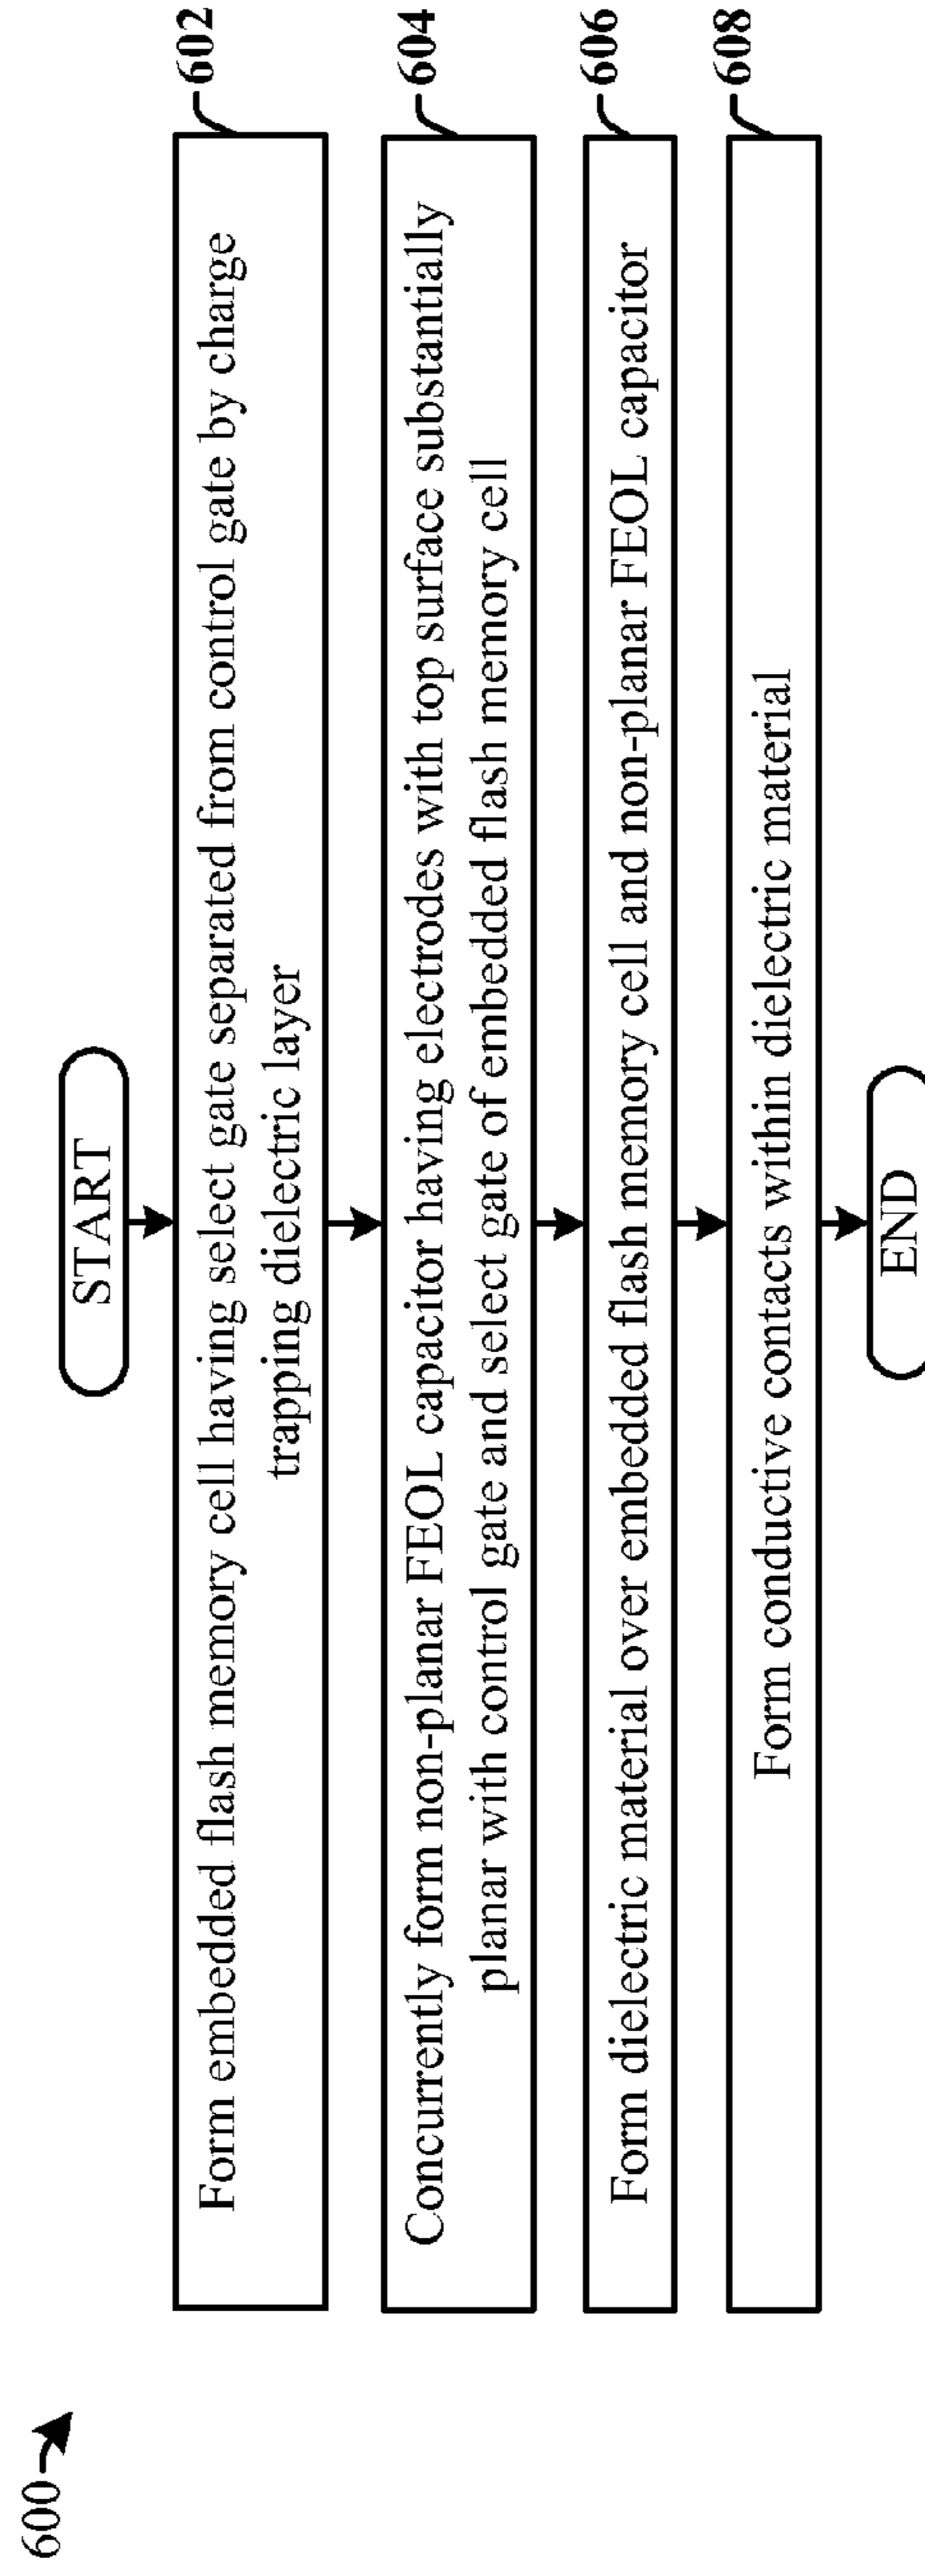 600
START
Form embedded flash memory cell having select gate separated from control gate by charge
trapping dielectric layer
602
Concurrently form non-planar FEOL capacitor having electrodes with top surface substantially
planar with control gate and select gate of embedded flash memory cell
604
Form dielectric material over embedded flash memory cell and non-planar FEOL capacitor
606
Form conductive contacts within dielectric material
608
END